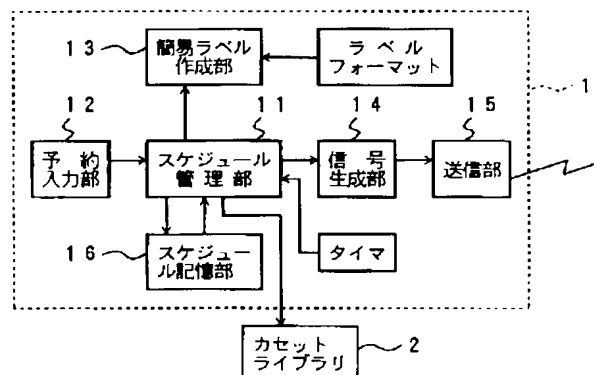 13
簡易ラベル
作成部
ラベル
フォーマット
1
12
11
14
15
予約
入力部
スケジュール
管理部
信号
生成部
送信部
16
スケジュー
ル記憶部
タイマ
カセット
ライブラリ
2